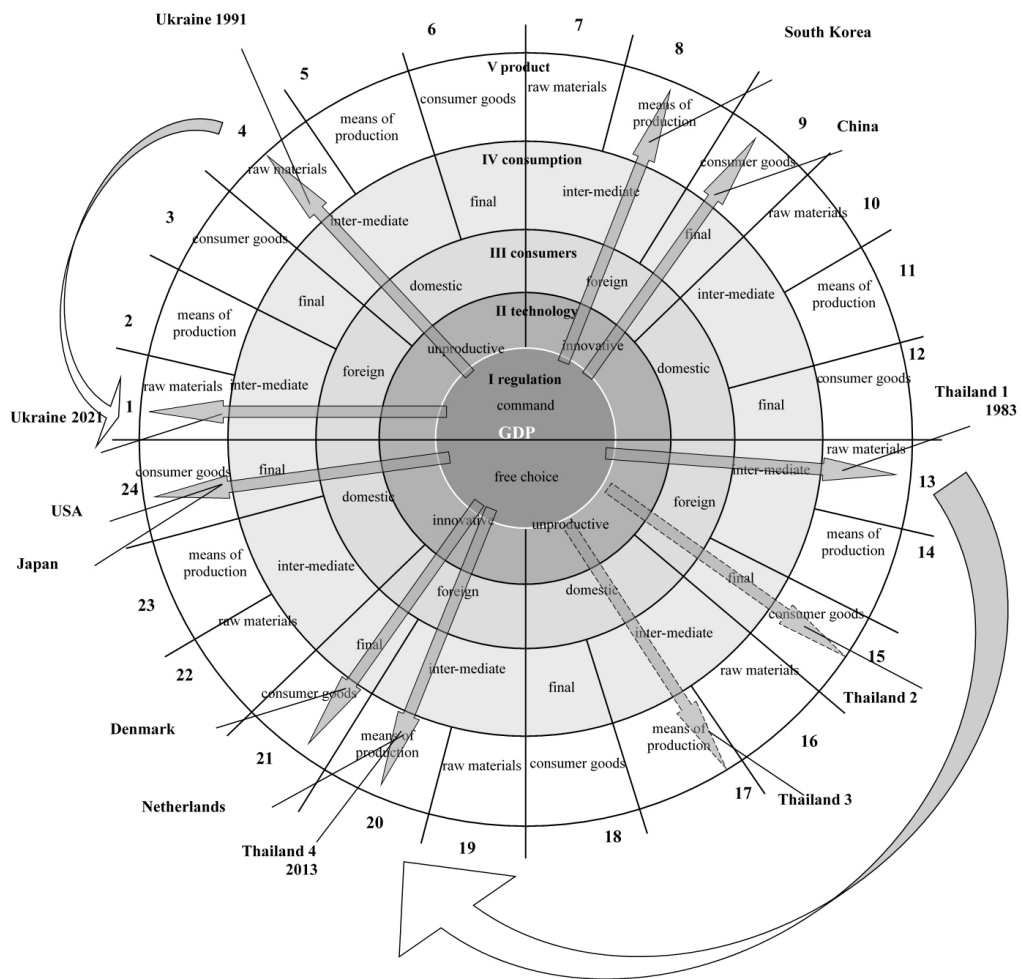 Ukraine 1991
6
7
South Korea
8
5
V product
consumer goods
raw materials
means of
production
means of
production
4
9
China
raw materials
consumer goods
IV consumption
final
inter-mediate
inter-mediate
final
raw materials
10
3
consumer goods
III consumers
domestic
foreign
final
inter-mediate
11
means of
production
2
means of
production
II technology
unproductive
innovative
foreign
domestic
12
raw materials
inter-mediate
I regulation
command
final
consumer goods
1
Ukraine 2021
GDP
Thailand 1
1983
24
consumer goods
final
free choice
inter-mediate
raw materials
13
USA
domestic
innovative
unproductive
foreign
14
means of
production
Japan
means of
production
inter-mediate
foreign
domestic
final
consumer goods
15
23
raw materials
final
inter-mediate
inter-mediate
raw materials
22
Thailand 2
Denmark
consumer goods
final
21
means of
production
means of
production
16
raw materials
consumer goods
17
Netherlands
Thailand 3
20
19
18
Thailand 4
2013